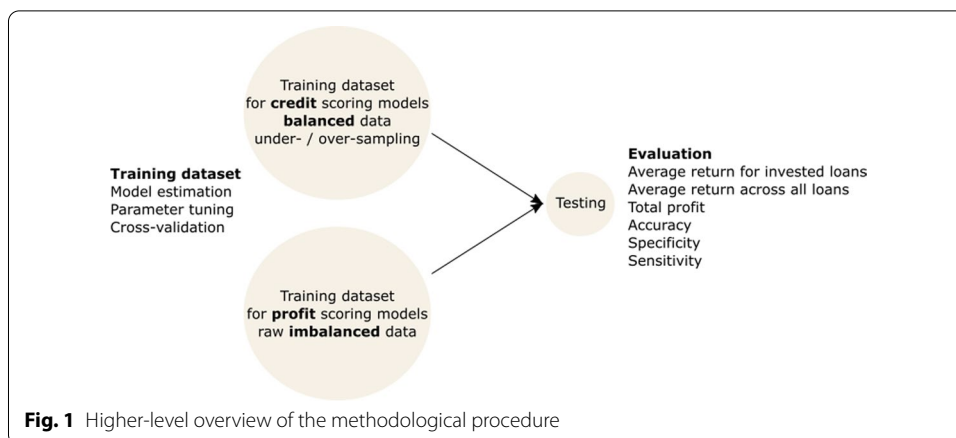 Training dataset
for credit scoring models
balanced data
under- / over-sampling
Training dataset
Model estimation
Parameter tuning
Cross-validation
Training dataset
for profit scoring models
raw imbalanced data
Testing
Evaluation
Average return for invested loans
Average return across all loans
Total profit
Accuracy
Specificity
Sensitivity
Fig. 1 Higher-level overview of the methodological procedure